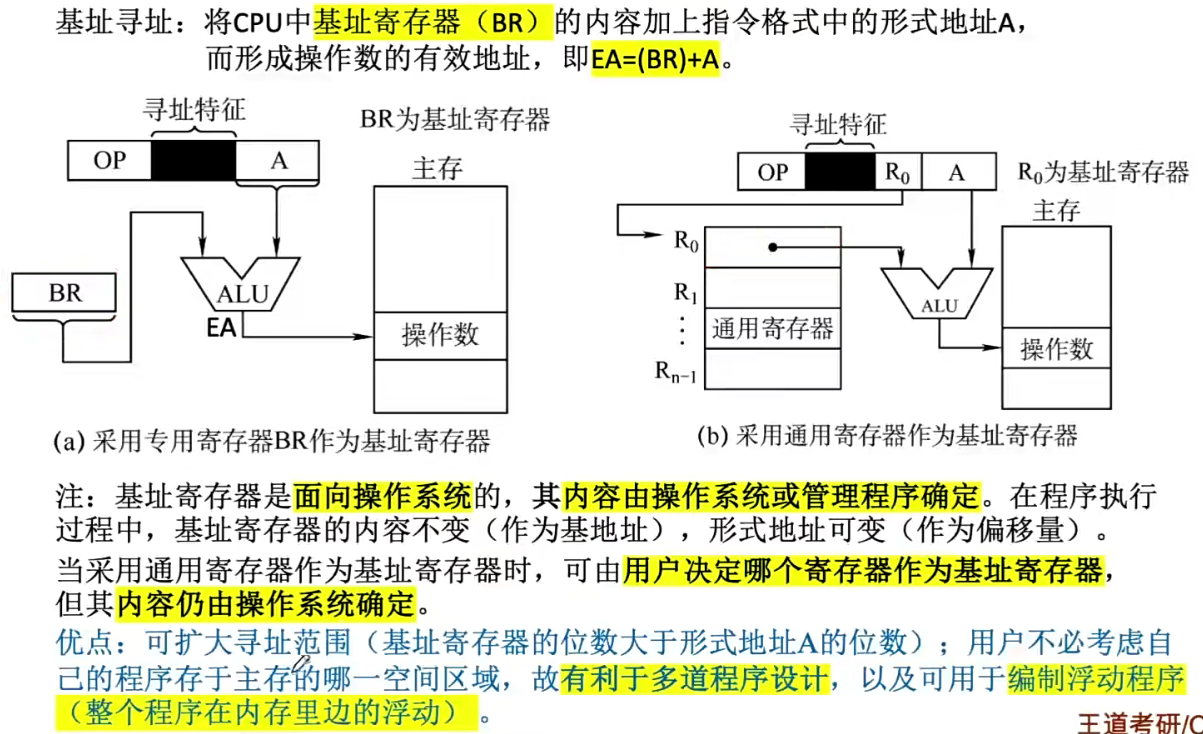 基址寻址：将CPU中基址寄存器（BR）的内容加上指令格式中的形式地址A，
而形成操作数的有效地址，即EA=(BR)+A。
寻址特征
OP
A
BR为基址寄存器
主存
BR
ALU
EA
操作数
(a) 采用专用寄存器BR作为基址寄存器
寻址特征
OP
R₀
A
R₀为基址寄存器
主存
R₀
R₁
⋮
通用寄存器
Rₙ₋₁
ALU
操作数
(b) 采用通用寄存器作为基址寄存器
注：基址寄存器是面向操作系统的，其内容由操作系统或管理程序确定。在程序执行
过程中，基址寄存器的内容不变（作为基地址），形式地址可变（作为偏移量）。
当采用通用寄存器作为基址寄存器时，可由用户决定哪个寄存器作为基址寄存器，
但其内容仍由操作系统确定。
优点：可扩大寻址范围（基址寄存器的位数大于形式地址A的位数）；用户不必考虑自
己的程序存于主存的哪一空间区域，故有利于多道程序设计，以及可用于编制浮动程序
（整个程序在内存里边的浮动）。
王道考研/C